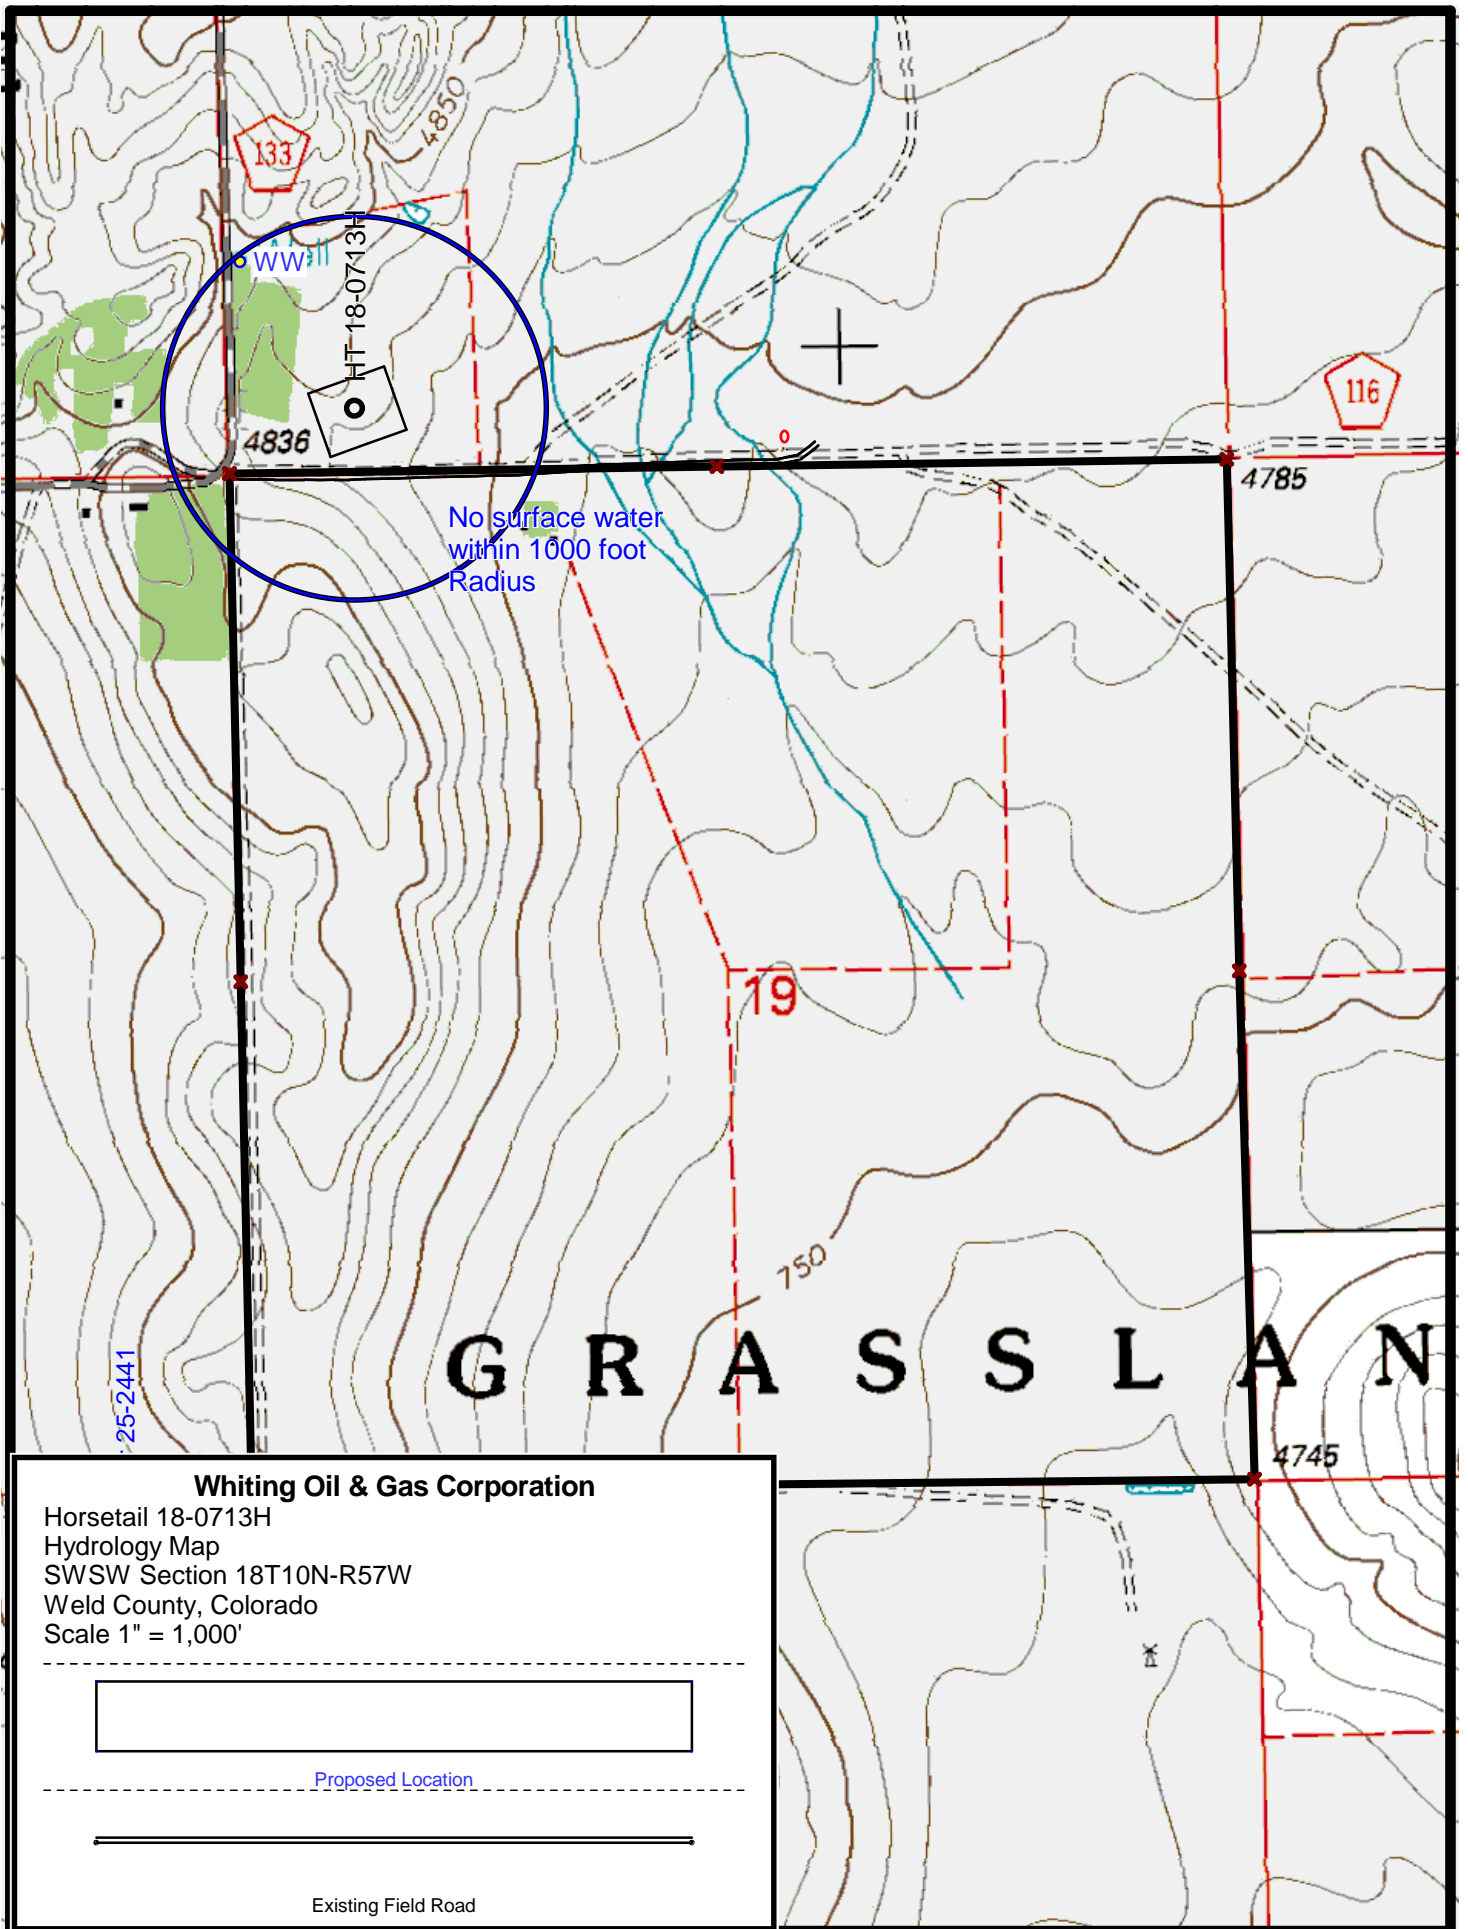 4850
133
WW
HT 18-0713H
116
4836
4785
No surface water
within 1000 foot
Radius
19
750
GRASSLAN
25-2441
4745
Whiting Oil & Gas Corporation
Horsetail 18-0713H
Hydrology Map
SWSW Section 18T10N-R57W
Weld County, Colorado
Scale 1" = 1,000'
Proposed Location
Existing Field Road